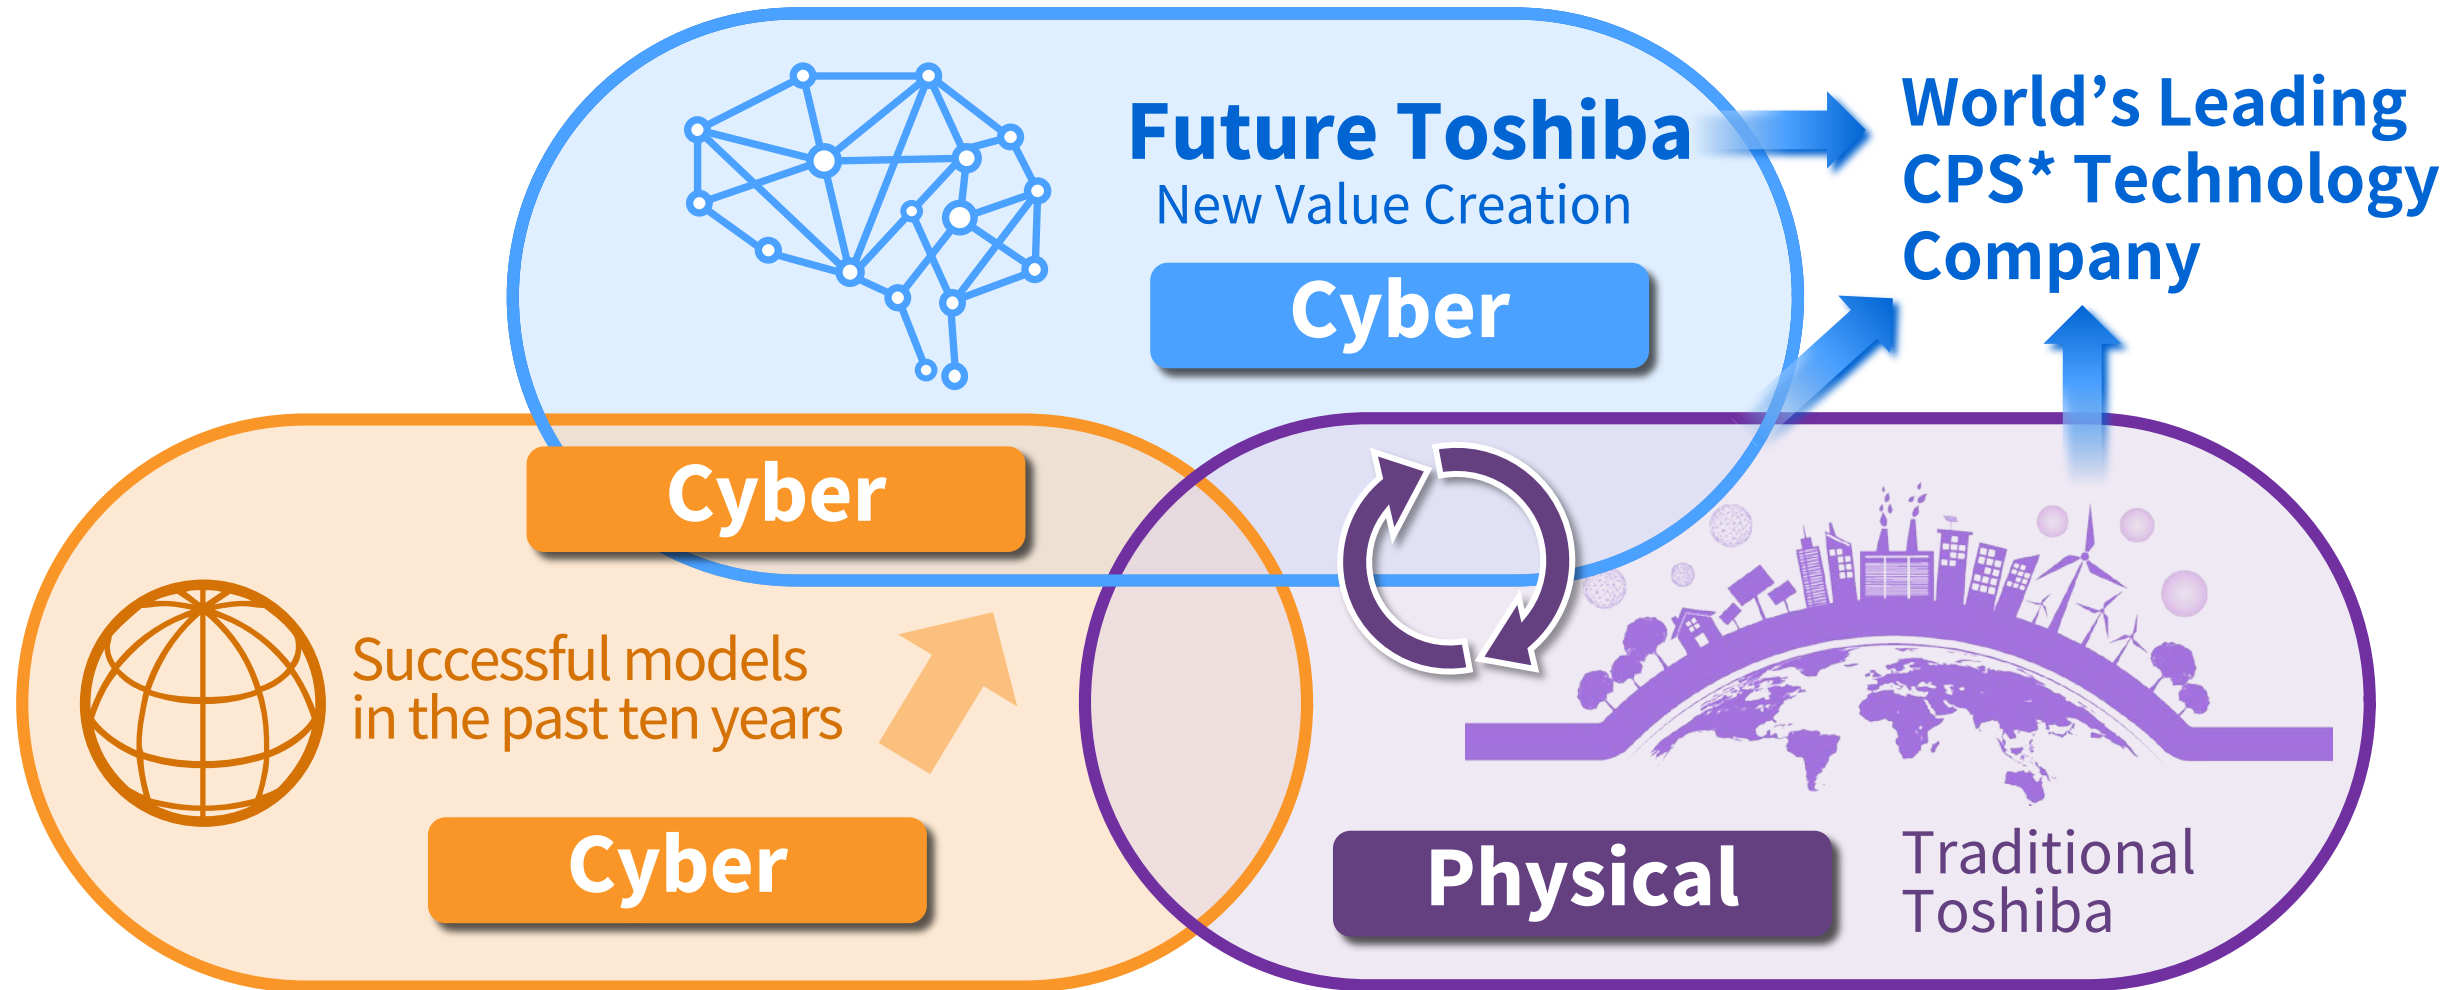 Future Toshiba
New Value Creation
Cyber
World’s Leading
CPS* Technology
Company
Cyber
Successful models
in the past ten years
Cyber
Physical
Traditional
Toshiba